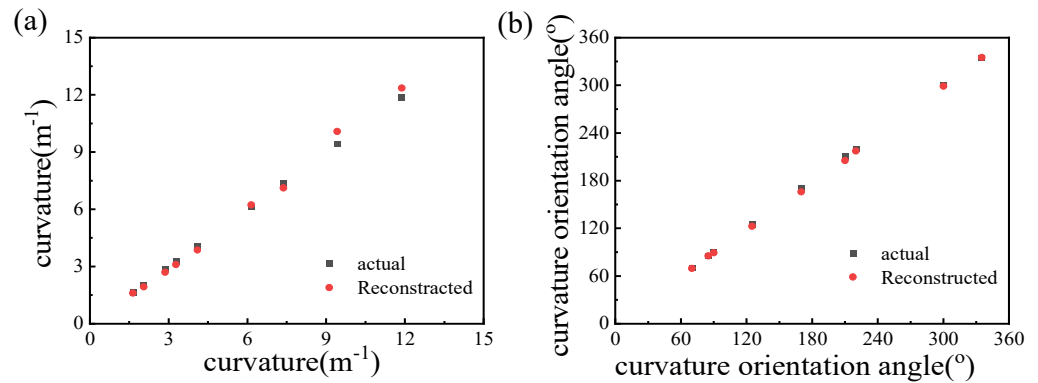 (a)
curvature(m⁻¹)
15
12
9
6
3
0
actual
Reconstracted
0 3 6 9 12 15
curvature(m⁻¹)
(b)
curvature orientation angle(º)
360
300
240
180
120
60
0
actual
Reconstructed
0 60 120 180 240 300 360
curvature orientation angle(º)